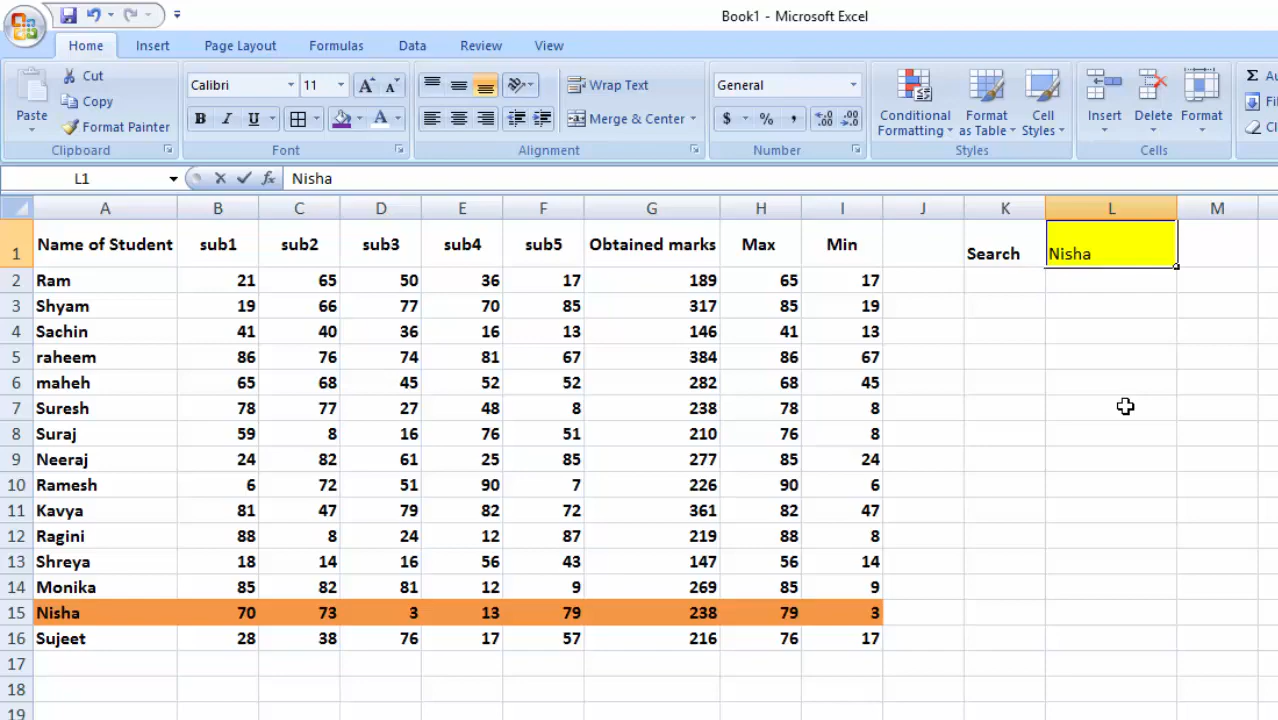 Book1 - Microsoft Excel
Home Insert Page Layout Formulas Data Review View
Paste
Cut
Copy
Format Painter
Clipboard
Calibri 11 A A
B I U A
Font
Wrap Text
Merge & Center
Alignment
General
$ % , .0 .00 .00 .0
Number
Conditional Formatting
Format as Table
Cell Styles
Styles
Insert Delete Format
Cells
Σ
L1 fx Nisha
A B C D E F G H I J K L M
1 Name of Student sub1 sub2 sub3 sub4 sub5 Obtained marks Max Min Search Nisha
2 Ram 21 65 50 36 17 189 65 17
3 Shyam 19 66 77 70 85 317 85 19
4 Sachin 41 40 36 16 13 146 41 13
5 raheem 86 76 74 81 67 384 86 67
6 maheh 65 68 45 52 52 282 68 45
7 Suresh 78 77 27 48 8 238 78 8
8 Suraj 59 8 16 76 51 210 76 8
9 Neeraj 24 82 61 25 85 277 85 24
10 Ramesh 6 72 51 90 7 226 90 6
11 Kavya 81 47 79 82 72 361 82 47
12 Ragini 88 8 24 12 87 219 88 8
13 Shreya 18 14 16 56 43 147 56 14
14 Monika 85 82 81 12 9 269 85 9
15 Nisha 70 73 3 13 79 238 79 3
16 Sujeet 28 38 76 17 57 216 76 17
17
18
19